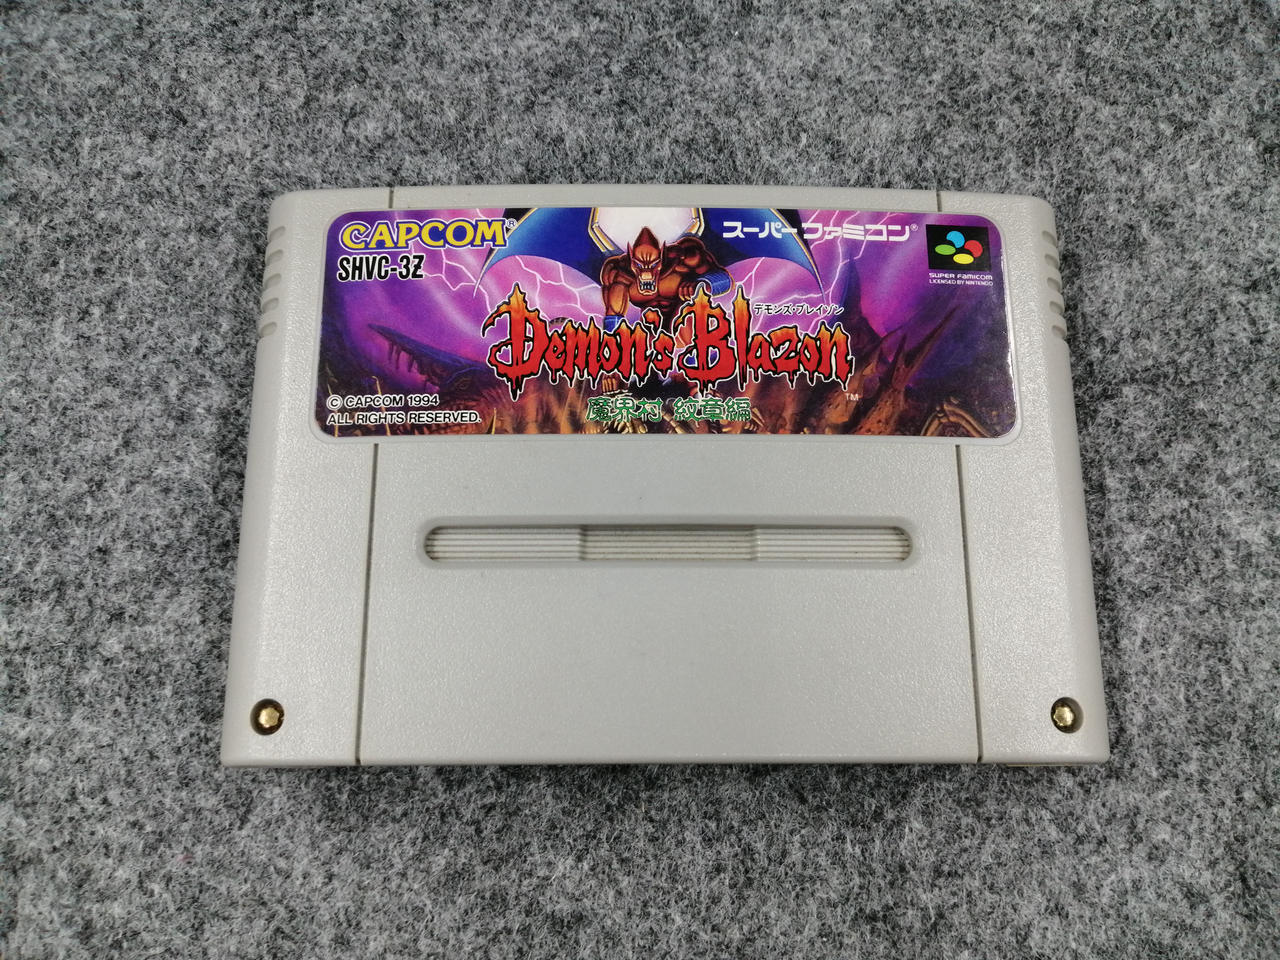 CAPCOM®
SHVC-3Z
スーパーファミコン®
SUPER FAMICOM
LICENSED BY NINTENDO
デモンズ・ブレイゾン
Demon's Blazon
TM
魔界村 紋章編
© CAPCOM 1994
ALL RIGHTS RESERVED.